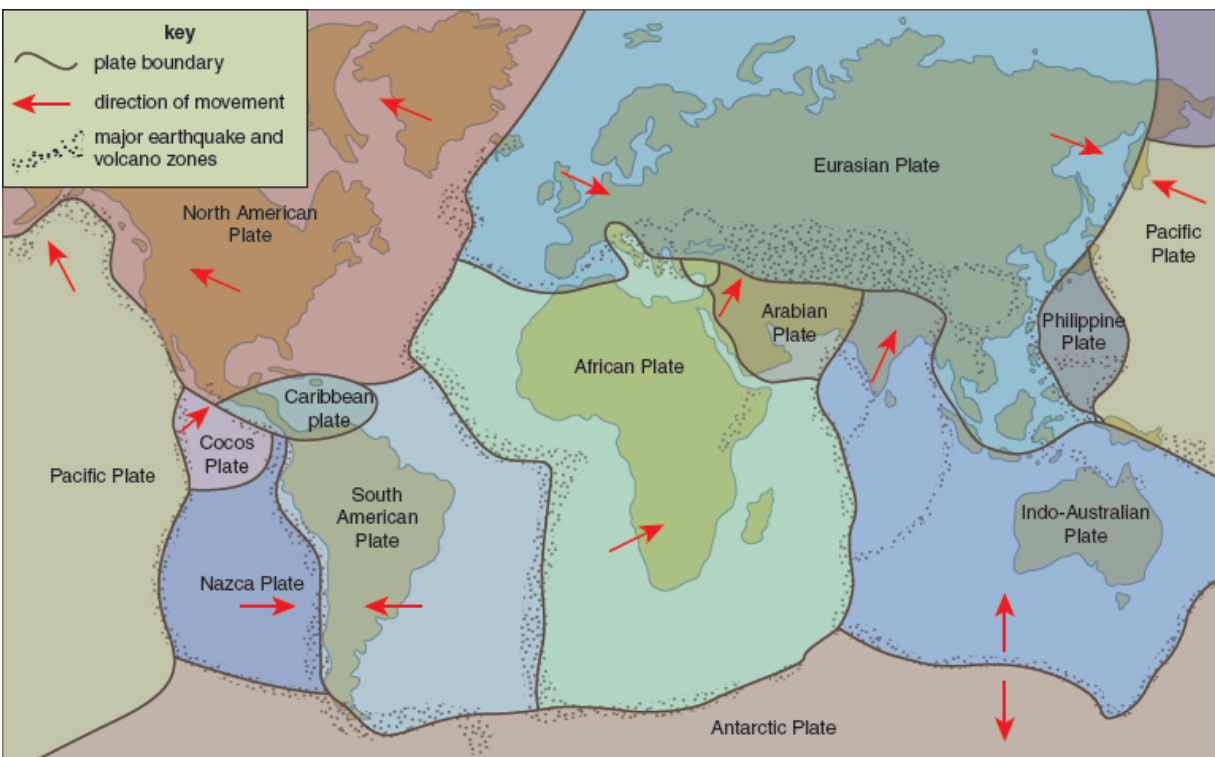 key
plate boundary
direction of movement
major earthquake and
volcano zones
North American
Plate
Eurasian Plate
Pacific
Plate
Arabian
Plate
Philippine
Plate
African Plate
Caribbean
plate
Cocos
Plate
Pacific Plate
South
American
Plate
Indo-Australian
Plate
Nazca Plate
Antarctic Plate